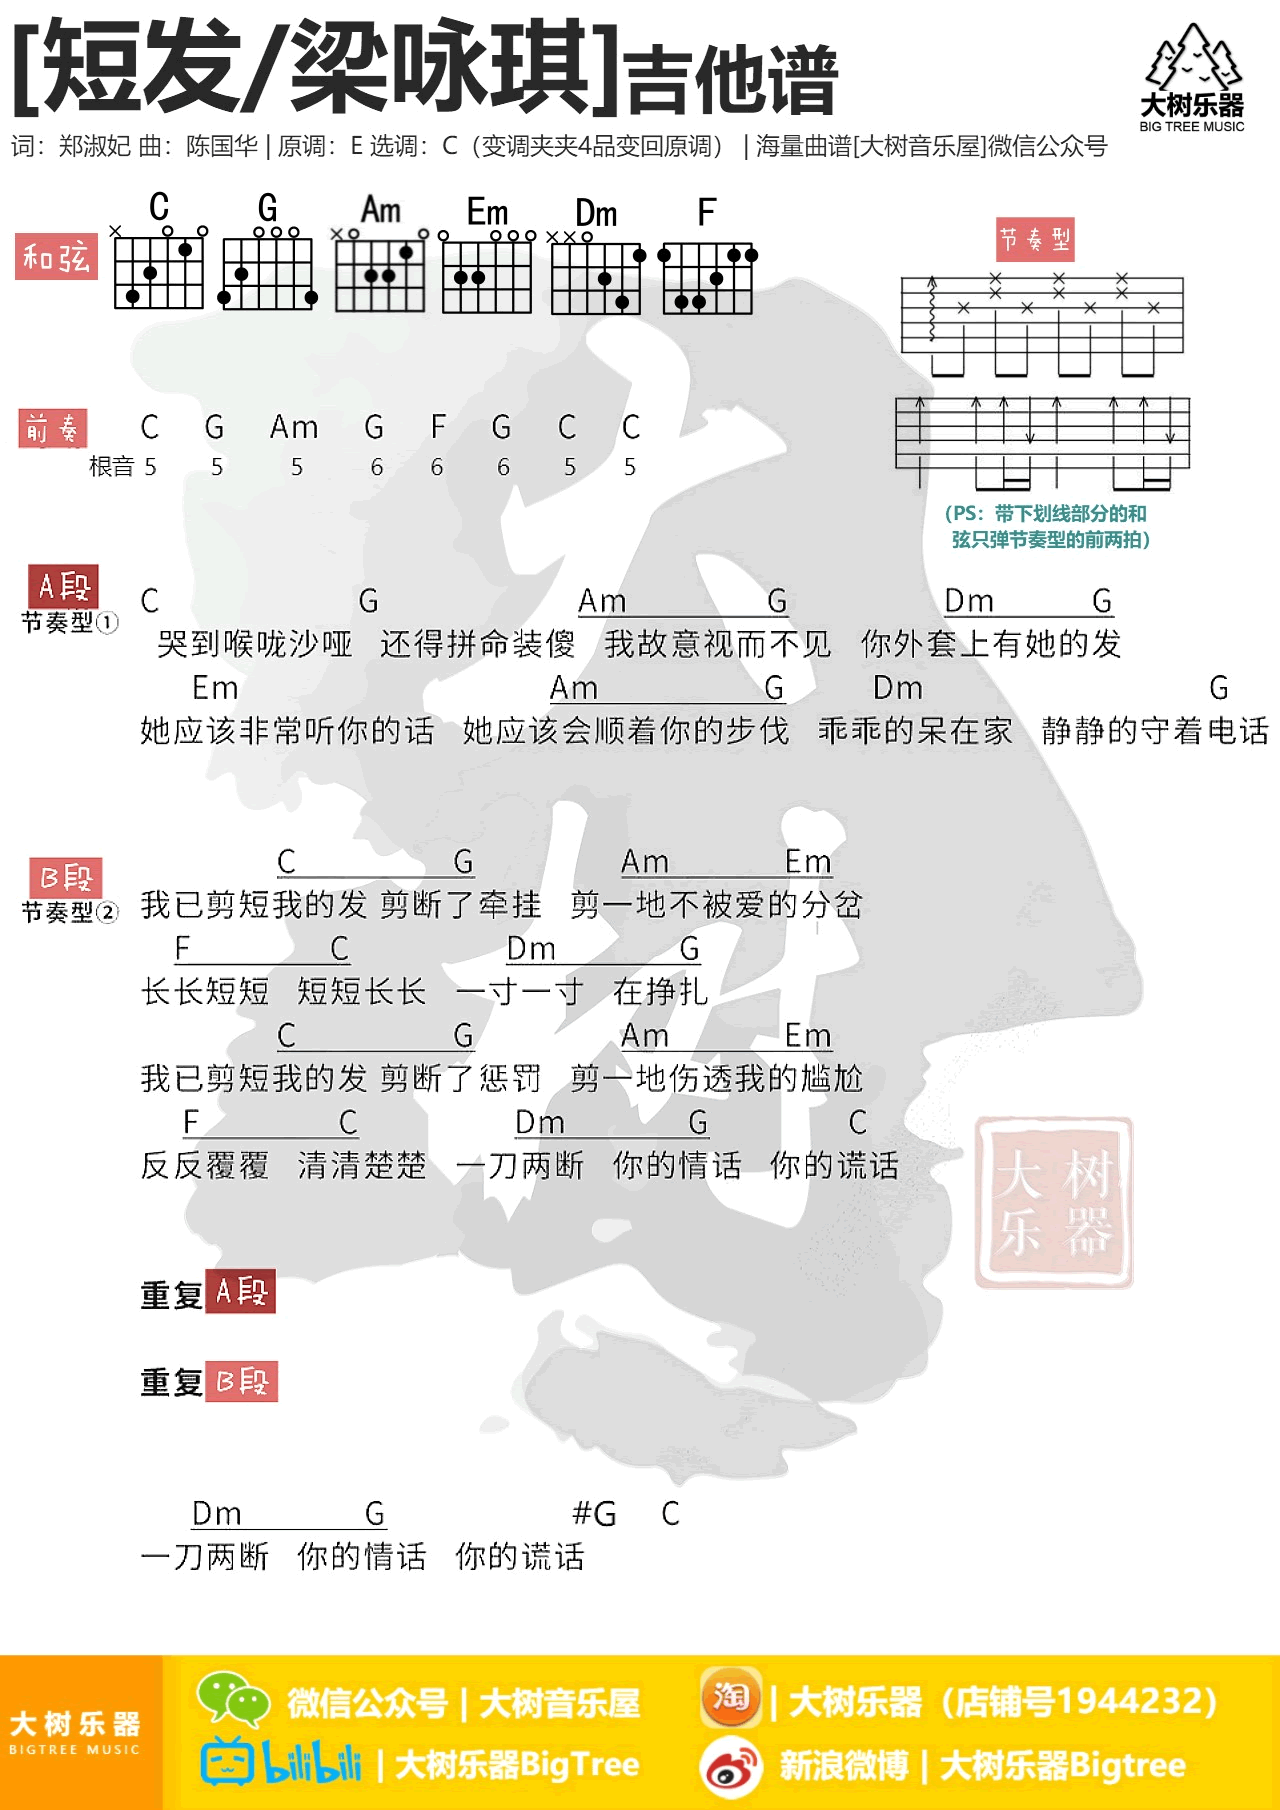 [短发/梁咏琪]吉他谱
大树乐器
BIG TREE MUSIC
词：郑淑妃 曲：陈国华 | 原调：E 选调：C（变调夹夹4品变回原调） | 海量曲谱[大树音乐屋]微信公众号
和弦 C G Am Em Dm F
节奏型
前奏 C G Am G F G C C
根音 5 5 5 6 6 6 5 5
（PS：带下划线部分的和
弦只弹节奏型的前两拍）
A段
节奏型①
C G Am G Dm G
哭到喉咙沙哑 还得拼命装傻 我故意视而不见 你外套上有她的发
Em Am G Dm G
她应该非常听你的话 她应该会顺着你的步伐 乖乖的呆在家 静静的守着电话
B段
节奏型②
C G Am Em
我已剪短我的发 剪断了牵挂 剪一地不被爱的分岔
F C Dm G
长长短短 短短长长 一寸一寸 在挣扎
C G Am Em
我已剪短我的发 剪断了惩罚 剪一地伤透我的尴尬
F C Dm G C
反反覆覆 清清楚楚 一刀两断 你的情话 你的谎话
大树
乐器
重复 A段
重复 B段
Dm G #G C
一刀两断 你的情话 你的谎话
大树
大树乐器
BIGTREE MUSIC
微信公众号 | 大树音乐屋
淘 | 大树乐器（店铺号1944232）
bilibili | 大树乐器BigTree
新浪微博 | 大树乐器Bigtree